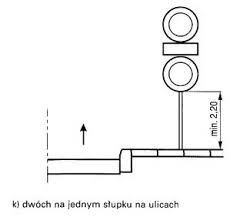 min. 2,20
k) dwóch na jednym słupku na ulicach